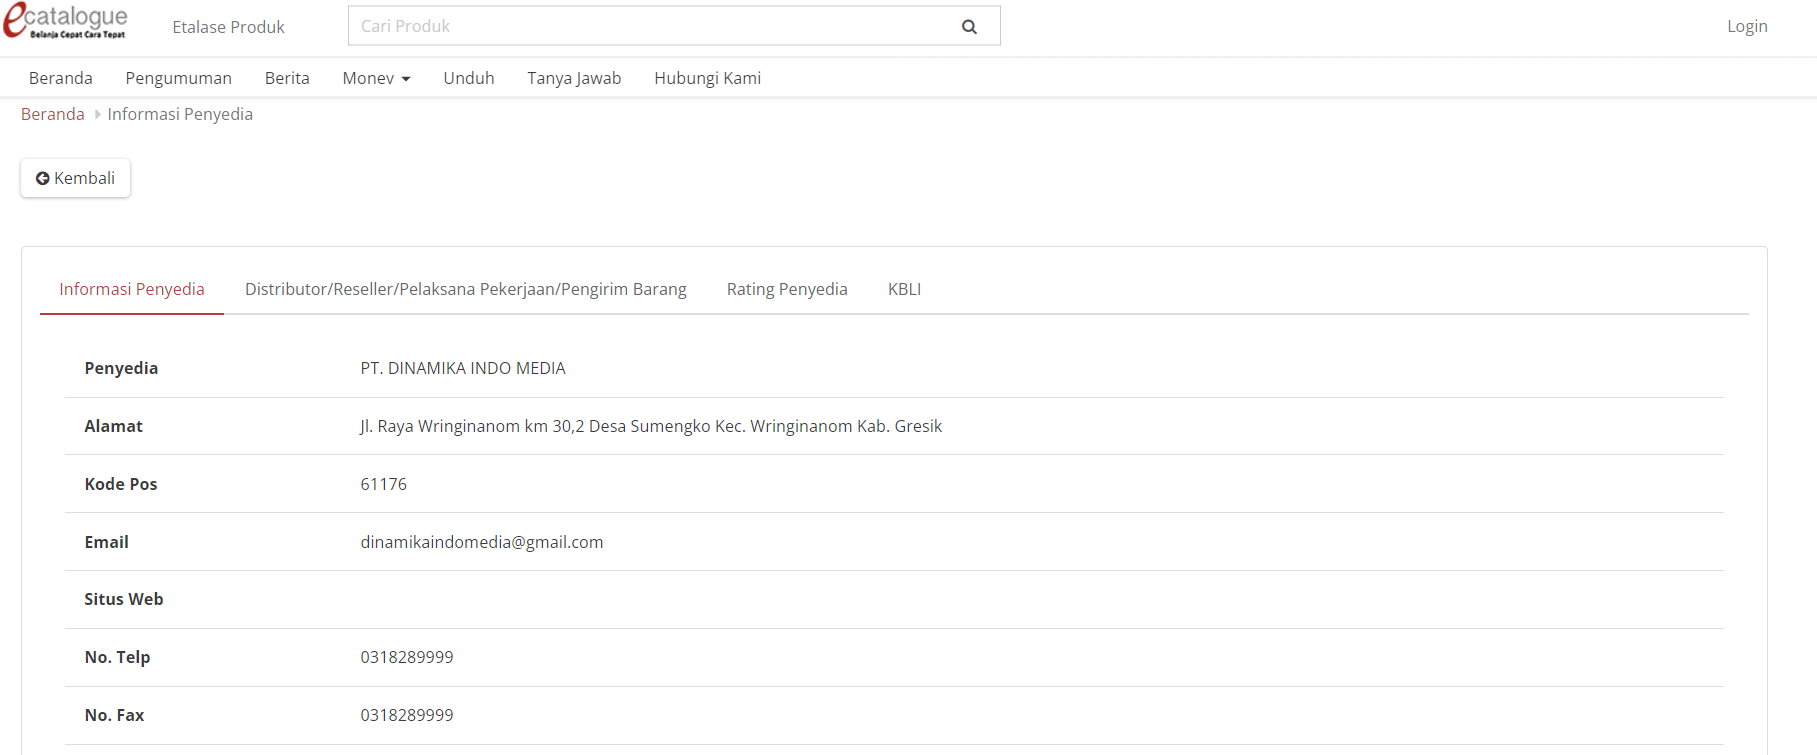 ecatalogue
Belanja Cepat Cara Tepat
Etalase Produk
Cari Produk
Login
Beranda Pengumuman Berita Monev Unduh Tanya Jawab Hubungi Kami
Beranda Informasi Penyedia
Kembali
Informasi Penyedia Distributor/Reseller/Pelaksana Pekerjaan/Pengirim Barang Rating Penyedia KBLI
Penyedia PT. DINAMIKA INDO MEDIA
Alamat Jl. Raya Wringinanom km 30,2 Desa Sumengko Kec. Wringinanom Kab. Gresik
Kode Pos 61176
Email dinamikaindomedia@gmail.com
Situs Web
No. Telp 0318289999
No. Fax 0318289999